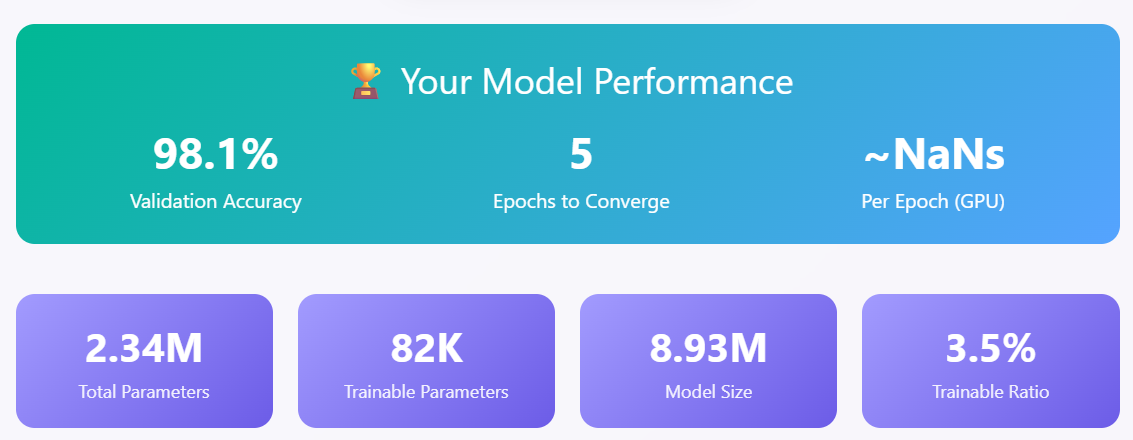 🏆 Your Model Performance
98.1%
Validation Accuracy
5
Epochs to Converge
~NaNs
Per Epoch (GPU)
2.34M
Total Parameters
82K
Trainable Parameters
8.93M
Model Size
3.5%
Trainable Ratio